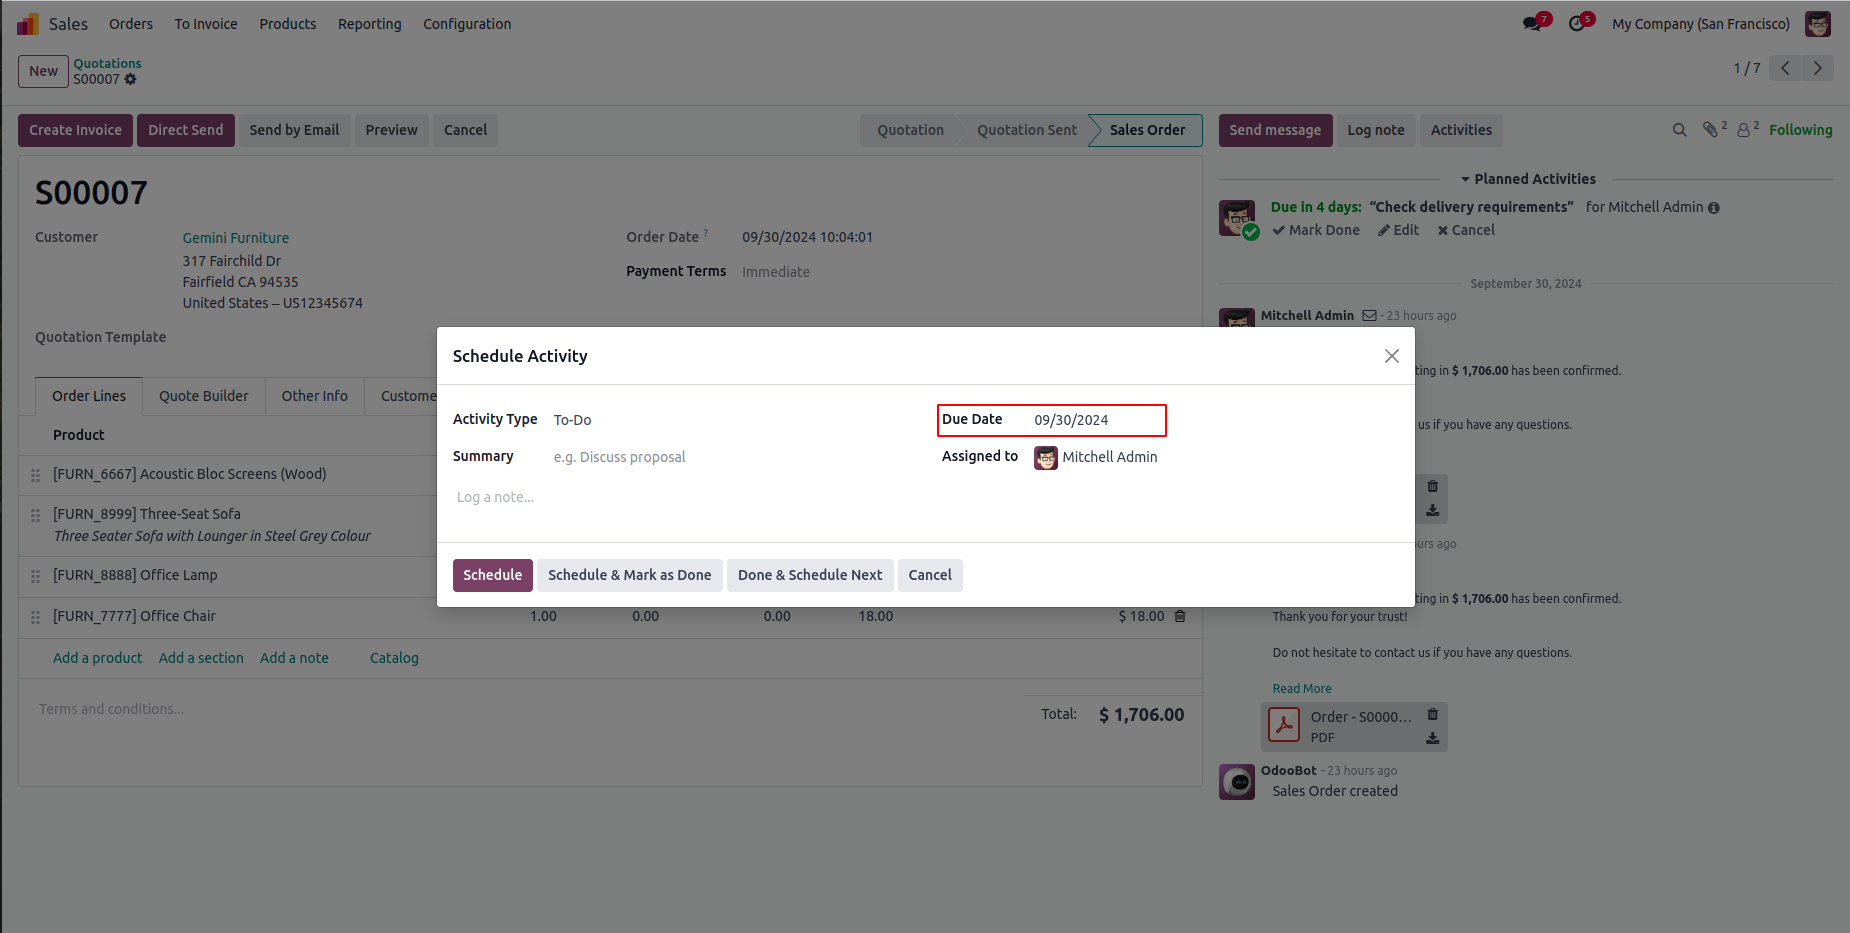 Sales Orders To Invoice Products Reporting Configuration 7 5 My Company (San Francisco)
New Quotations
S00007
1 / 7
Create Invoice Direct Send Send by Email Preview Cancel Quotation Quotation Sent Sales Order Send message Log note Activities 2 2 Following
S00007
Customer Gemini Furniture
317 Fairchild Dr
Fairfield CA 94535
United States – US12345674
Order Date ? 09/30/2024 10:04:01
Payment Terms Immediate
Quotation Template
Order Lines Quote Builder Other Info Custome
Product
[FURN_6667] Acoustic Bloc Screens (Wood)
[FURN_8999] Three-Seat Sofa
Three Seater Sofa with Lounger in Steel Grey Colour
[FURN_8888] Office Lamp
[FURN_7777] Office Chair 1.00 0.00 0.00 18.00 $ 18.00
Add a product Add a section Add a note Catalog
Terms and conditions...
Total: $ 1,706.00
Schedule Activity
Activity Type To-Do
Due Date 09/30/2024
Summary e.g. Discuss proposal
Assigned to Mitchell Admin
Log a note...
Schedule Schedule & Mark as Done Done & Schedule Next Cancel
Planned Activities
Due in 4 days: “Check delivery requirements” for Mitchell Admin
Mark Done Edit Cancel
September 30, 2024
Mitchell Admin - 23 hours ago
ting in $ 1,706.00 has been confirmed.
us if you have any questions.
urs ago
ting in $ 1,706.00 has been confirmed.
Thank you for your trust!
Do not hesitate to contact us if you have any questions.
Read More
Order - S0000...
PDF
OdooBot - 23 hours ago
Sales Order created